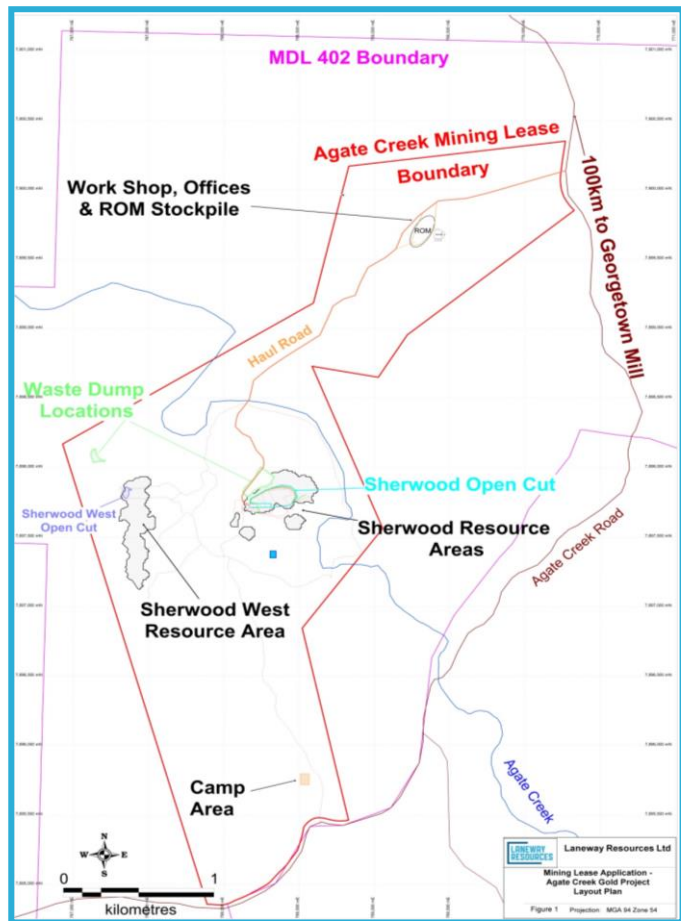 MDL 402 Boundary
Agate Creek Mining Lease
Boundary
Work Shop, Offices
& ROM Stockpile
ROM
100km to Georgetown Mill
Haul Road
Waste Dump
Locations
Sherwood Open Cut
Sherwood West
Open Cut
Sherwood Resource
Areas
Agate Creek Road
Sherwood West
Resource Area
Camp
Area
Agate Creek
N
W E
S
0 1
kilometres
LANEWAY
RESOURCES
Laneway Resources Ltd
Mining Lease Application -
Agate Creek Gold Project
Layout Plan
Figure 1 Projection: MGA 94 Zone 54